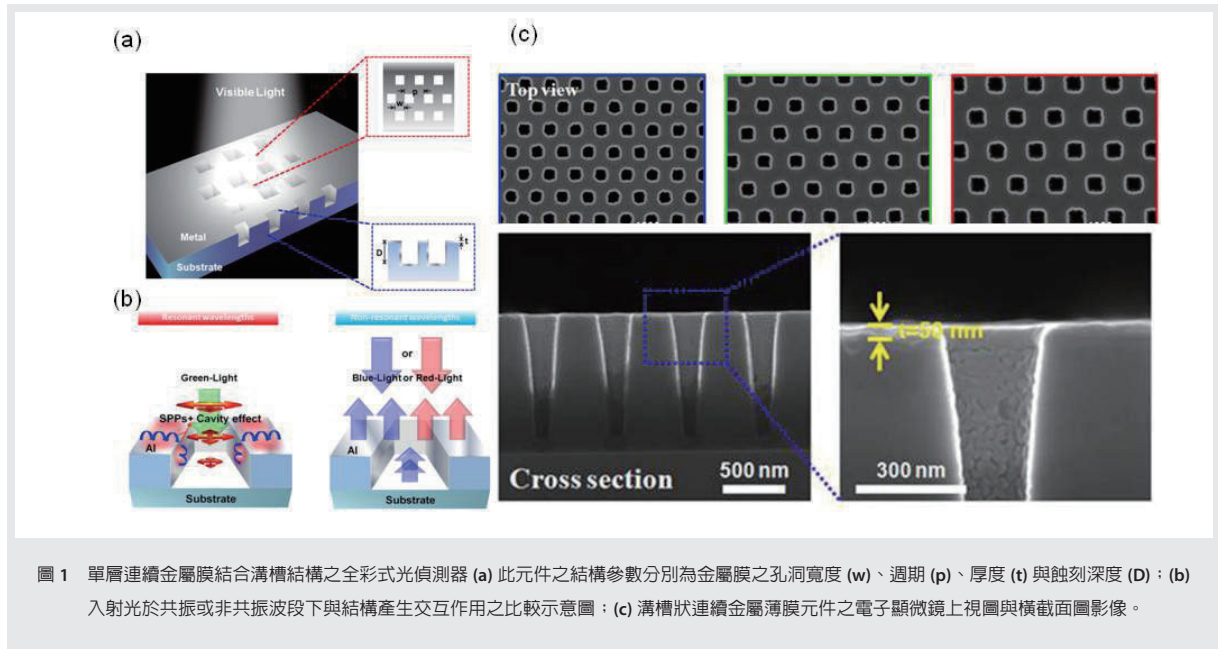 (a)
Visible Light
Metal
Substrate
p
w
D
t
(b)
Resonant wavelengths
Non-resonant wavelengths
Green-Light
SPPs+ Cavity effect
Al
Substrate
or
Blue-Light or Red-Light
Al
Substrate
(c)
Top view
Cross section
500 nm
t=50 nm
300 nm
圖 1 單層連續金屬膜結合溝槽結構之全彩式光偵測器 (a) 此元件之結構參數分別為金屬膜之孔洞寬度 (w)、週期 (p)、厚度 (t) 與蝕刻深度 (D)；(b)
入射光於共振或非共振波段下與結構產生交互作用之比較示意圖；(c) 溝槽狀連續金屬薄膜元件之電子顯微鏡上視圖與橫截面圖影像。